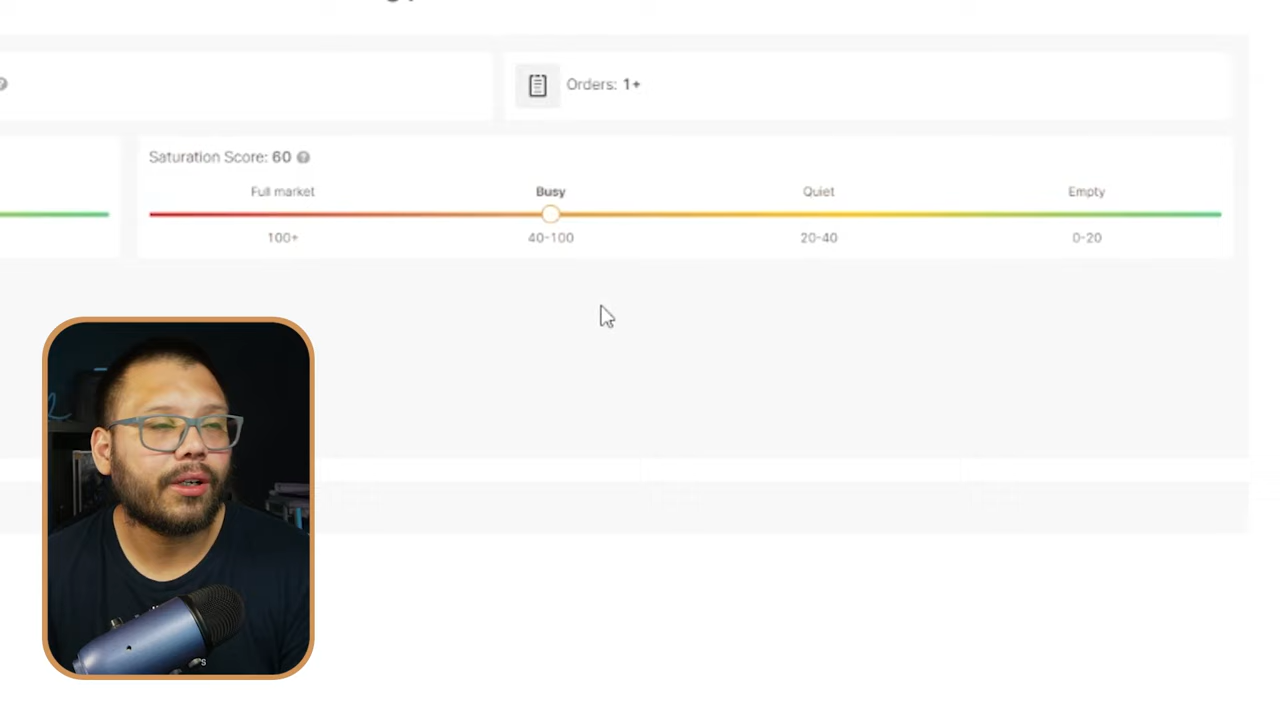 Orders: 1+
Saturation Score: 60
Full market
Busy
Quiet
Empty
100+
40-100
20-40
0-20